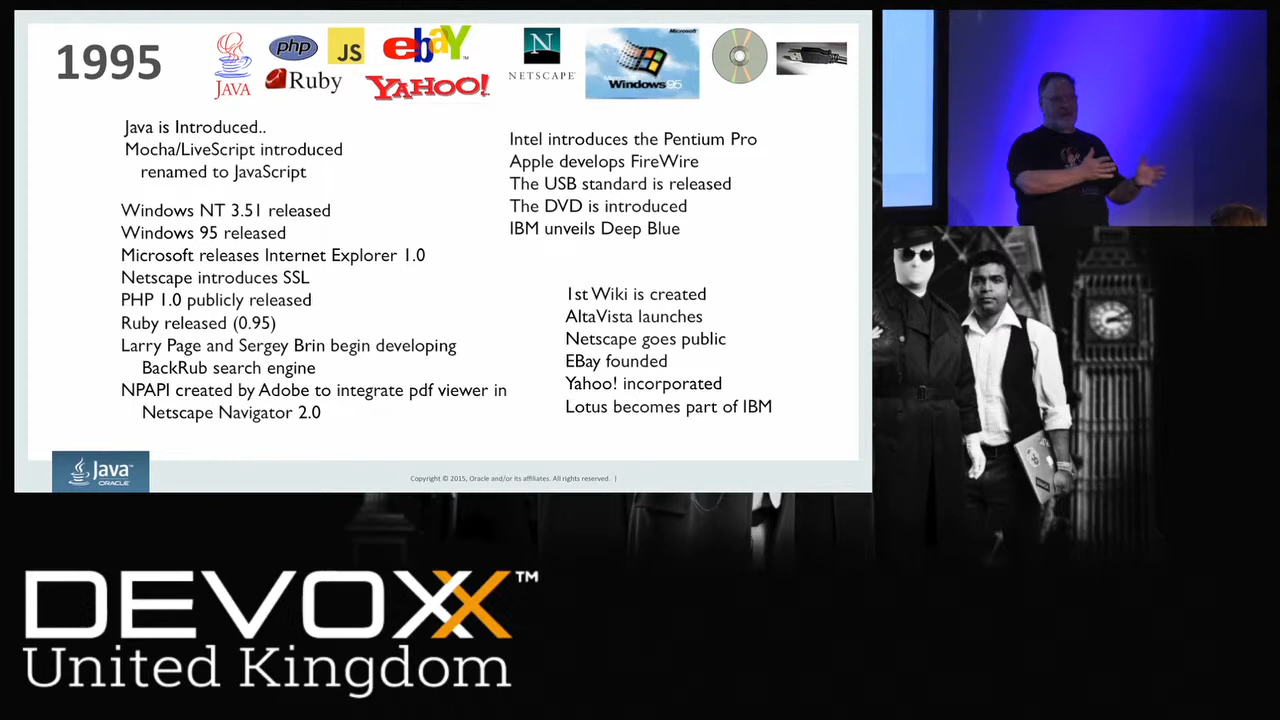 1995
JAVA
php
JS
Ruby
ebaY
YAHOO!
N
NETSCAPE
Microsoft
Windows 95
Java is Introduced..
Mocha/LiveScript introduced
renamed to JavaScript
Windows NT 3.51 released
Windows 95 released
Microsoft releases Internet Explorer 1.0
Netscape introduces SSL
PHP 1.0 publicly released
Ruby released (0.95)
Larry Page and Sergey Brin begin developing
BackRub search engine
NPAPI created by Adobe to integrate pdf viewer in
Netscape Navigator 2.0
Intel introduces the Pentium Pro
Apple develops FireWire
The USB standard is released
The DVD is introduced
IBM unveils Deep Blue
1st Wiki is created
AltaVista launches
Netscape goes public
EBay founded
Yahoo! incorporated
Lotus becomes part of IBM
Java™
ORACLE
Copyright © 2015, Oracle and/or its affiliates. All rights reserved. |
DEVOXX™
United Kingdom